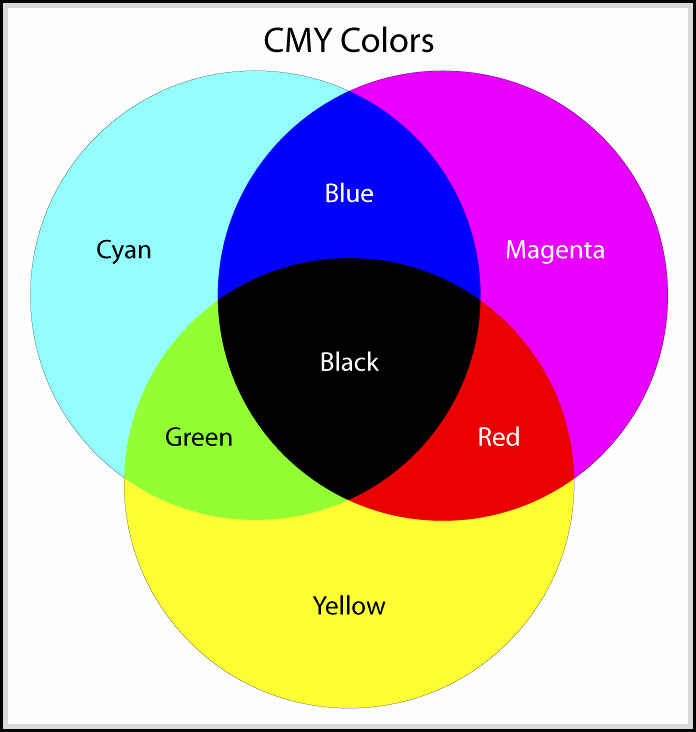 CMY Colors
Blue
Cyan
Magenta
Black
Green
Red
Yellow